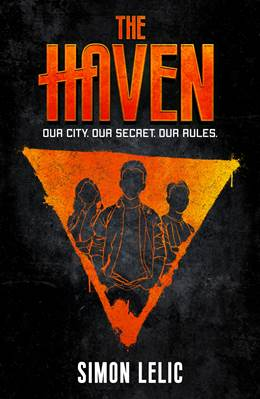 THE
HAVEN
OUR CITY. OUR SECRET. OUR RULES.
SIMON LELIC